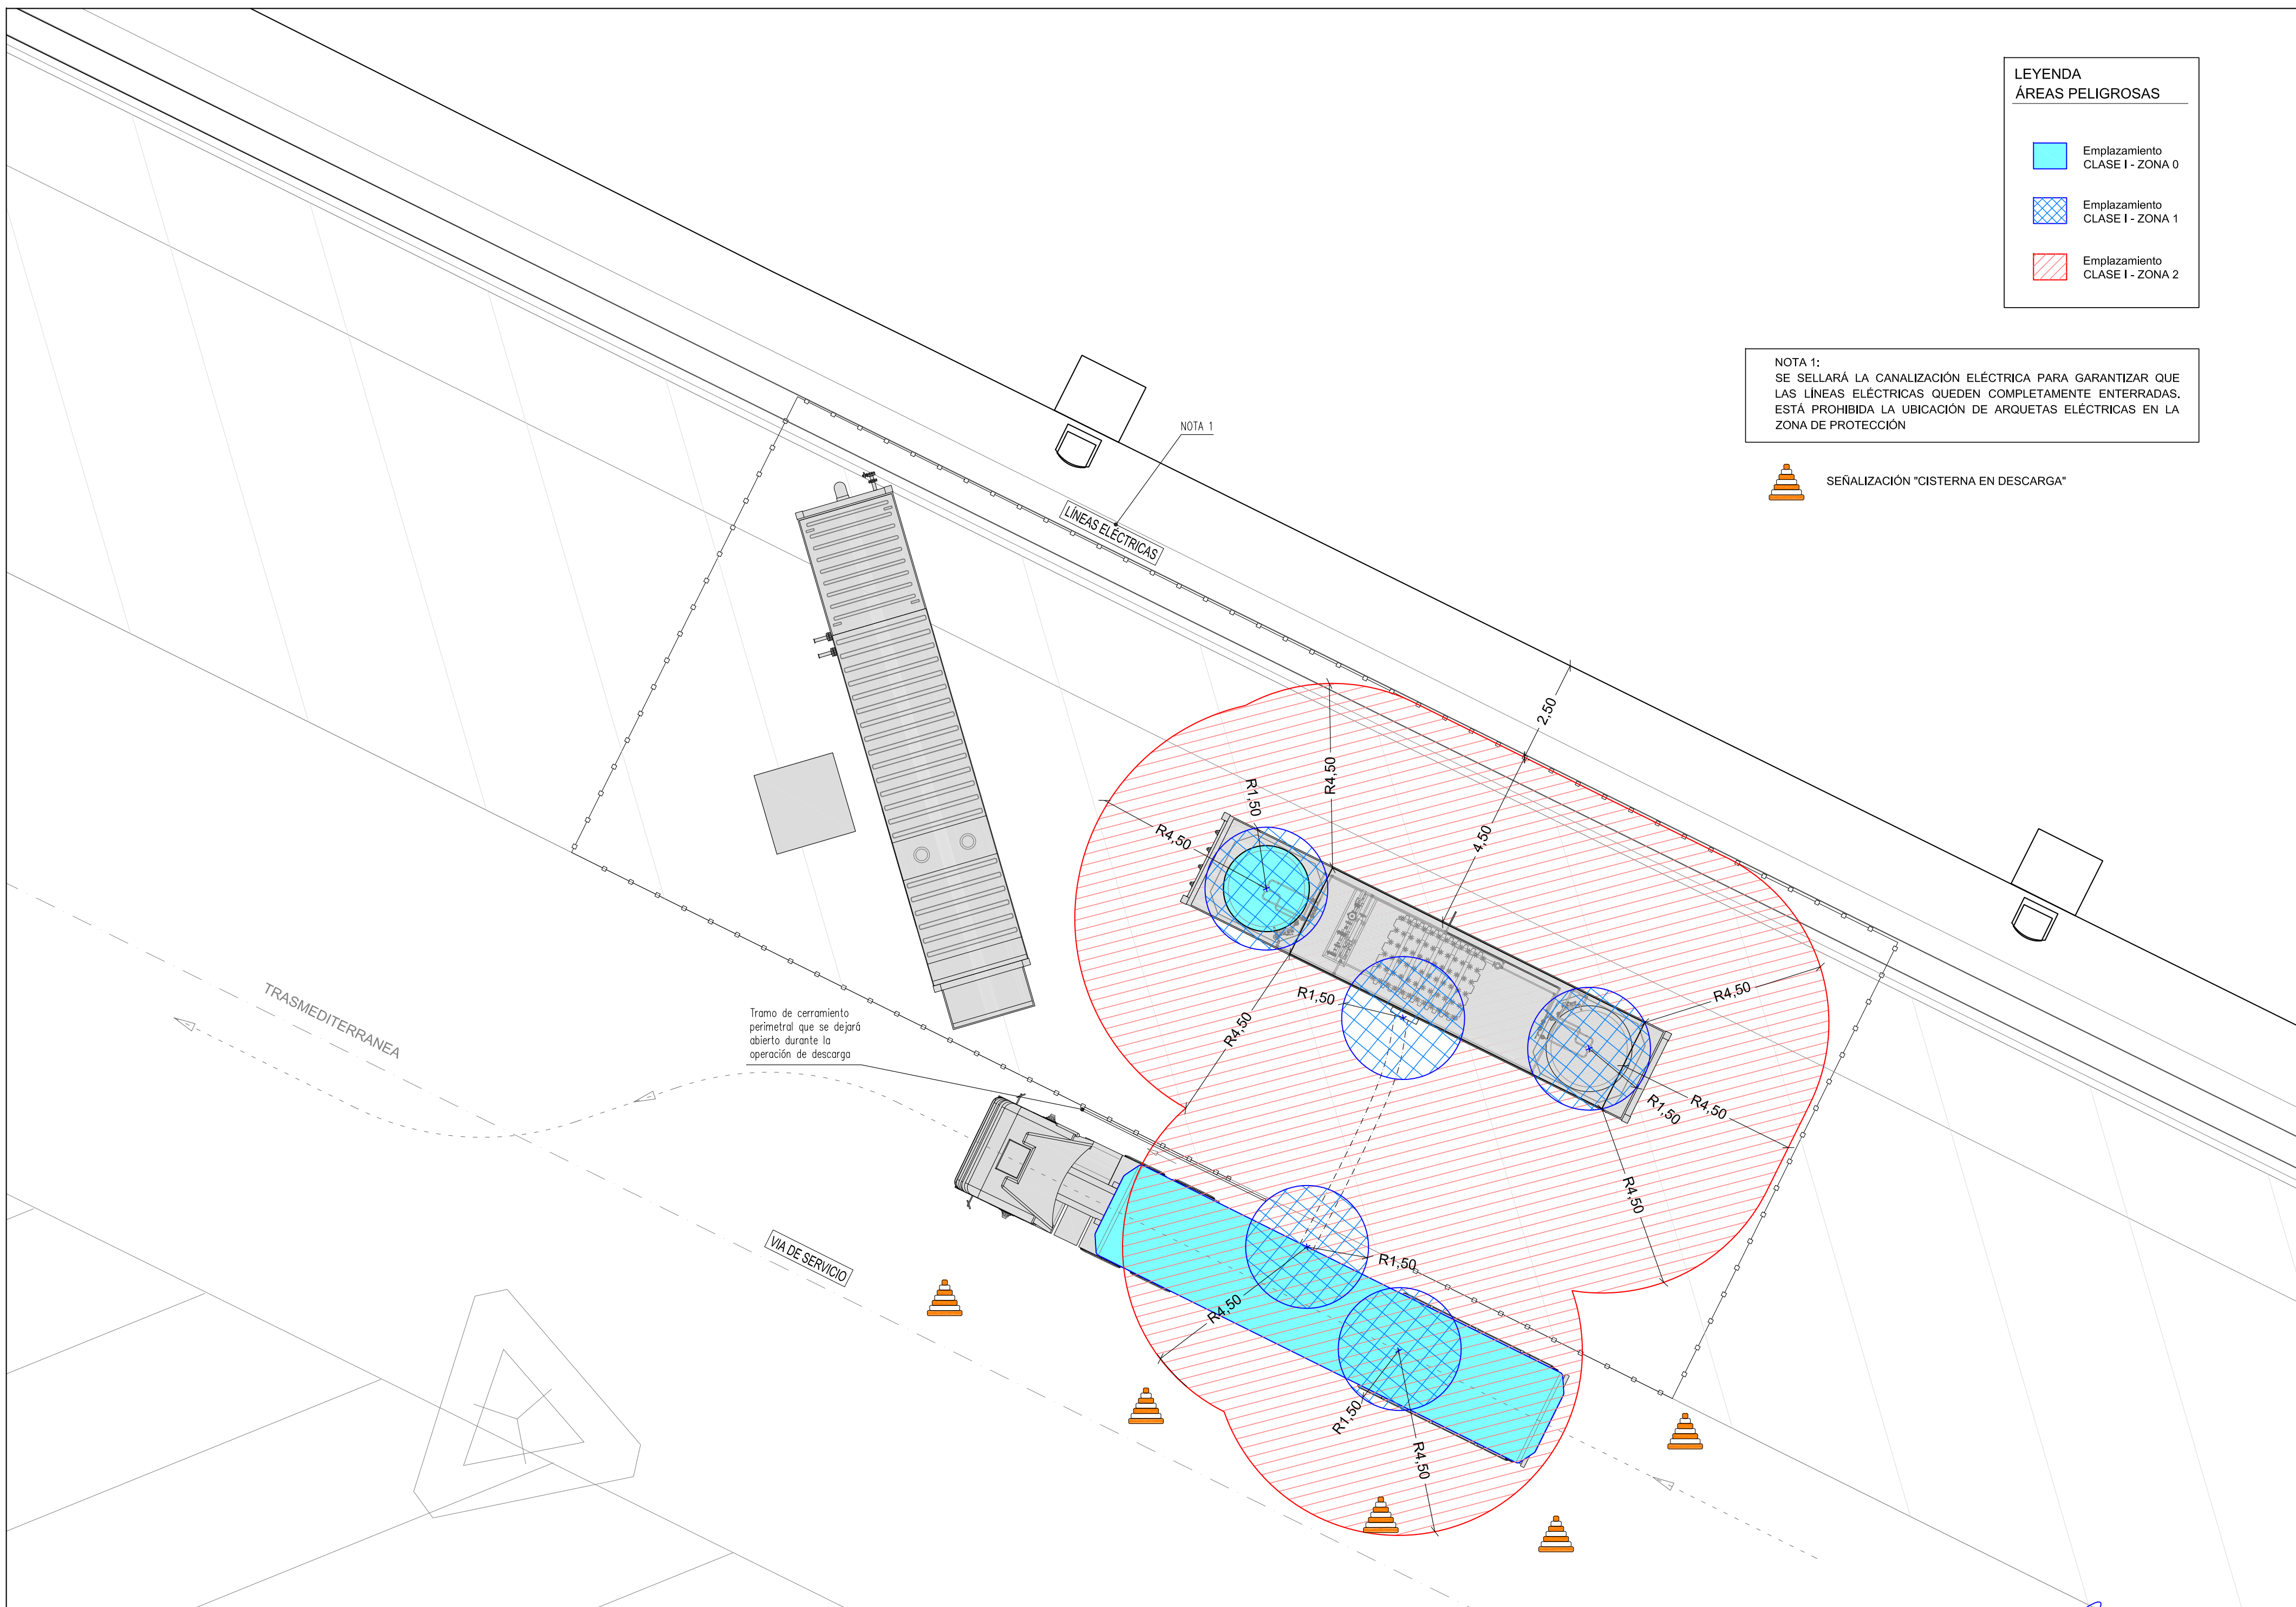 LEYENDA
ÁREAS PELIGROSAS
Emplazamiento
CLASE I - ZONA 0
Emplazamiento
CLASE I - ZONA 1
Emplazamiento
CLASE I - ZONA 2
NOTA 1:
SE SELLARÁ LA CANALIZACIÓN ELÉCTRICA PARA GARANTIZAR QUE
LAS LÍNEAS ELÉCTRICAS QUEDEN COMPLETAMENTE ENTERRADAS.
ESTÁ PROHIBIDA LA UBICACIÓN DE ARQUETAS ELÉCTRICAS EN LA
ZONA DE PROTECCIÓN
SEÑALIZACIÓN "CISTERNA EN DESCARGA"
NOTA 1
LÍNEAS ELÉCTRICAS
2,50
R4,50
R1,50
R4,50
4,50
R1,50
R4,50
R4,50
R4,50
R1,50
R4,50
TRASMEDITERRANEA
Tramo de cerramiento
perimetral que se dejará
abierto durante la
operación de descarga
VIA DE SERVICIO
R1,50
R4,50
R1,50
R4,50